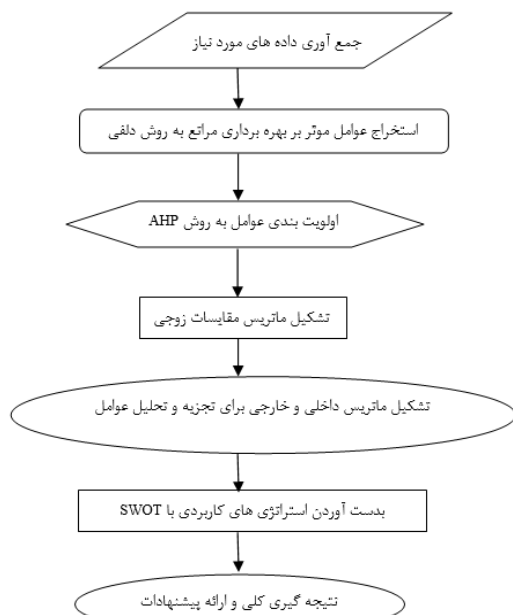 جمع آوری داده های مورد نیاز
استخراج عوامل موثر بر بهره برداری مراتع به روش دلفی
اولویت بندی عوامل به روش AHP
تشکیل ماتریس مقایسات زوجی
تشکیل ماتریس داخلی و خارجی برای تجزیه و تحلیل عوامل
بدست آوردن استراتژی های کاربردی با SWOT
نتیجه گیری کلی و ارائه پیشنهادات